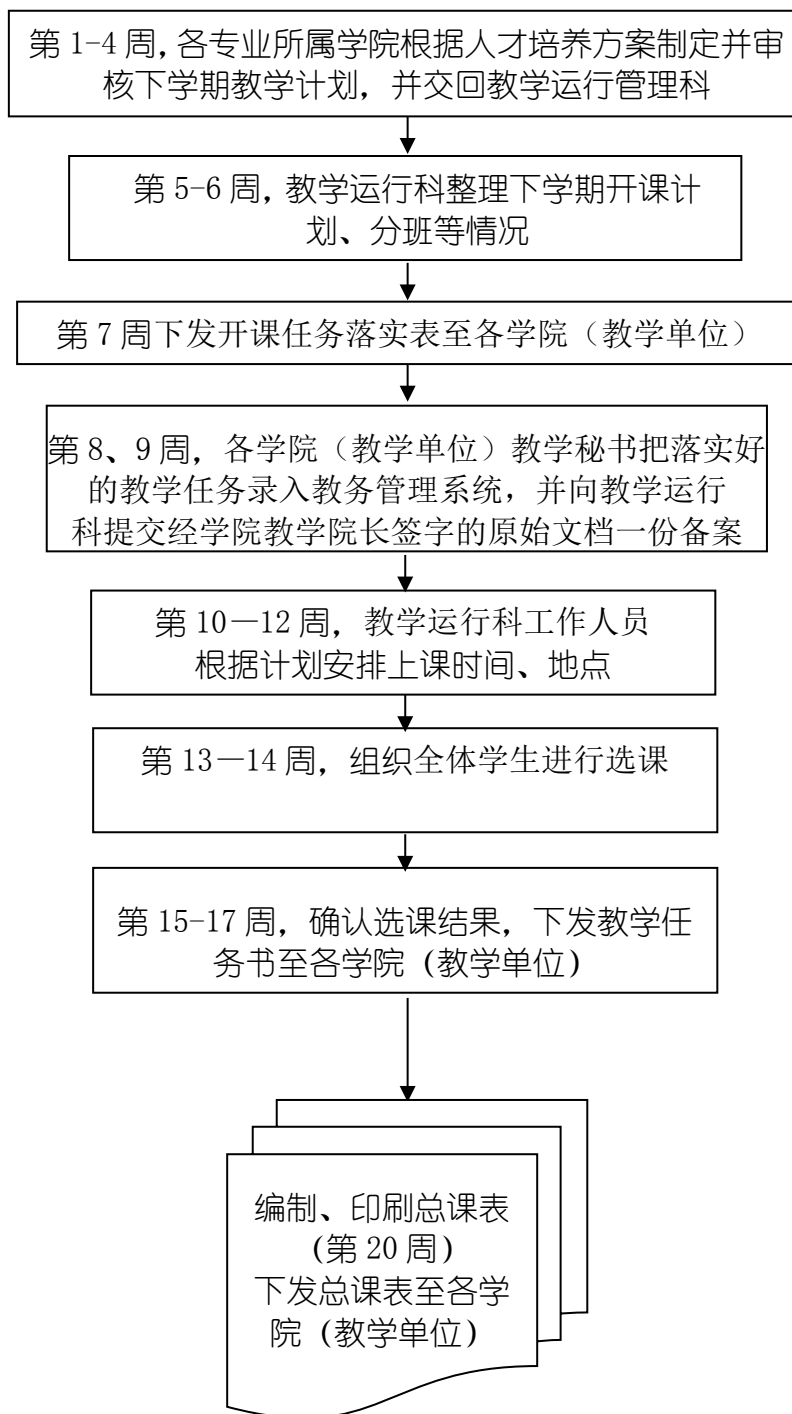 第 1-4 周，各专业所属学院根据人才培养方案制定并审
核下学期教学计划，并交回教学运行管理科
第 5-6 周，教学运行科整理下学期开课计
划、分班等情况
第 7 周下发开课任务落实表至各学院（教学单位）
第 8、9 周，各学院（教学单位）教学秘书把落实好
的教学任务录入教务管理系统，并向教学运行
科提交经学院教学院长签字的原始文档一份备案
第 10—12 周，教学运行科工作人员
根据计划安排上课时间、地点
第 13—14 周，组织全体学生进行选课
第 15-17 周，确认选课结果，下发教学任
务书至各学院（教学单位）
编制、印刷总课表
（第 20 周）
下发总课表至各学
院（教学单位）